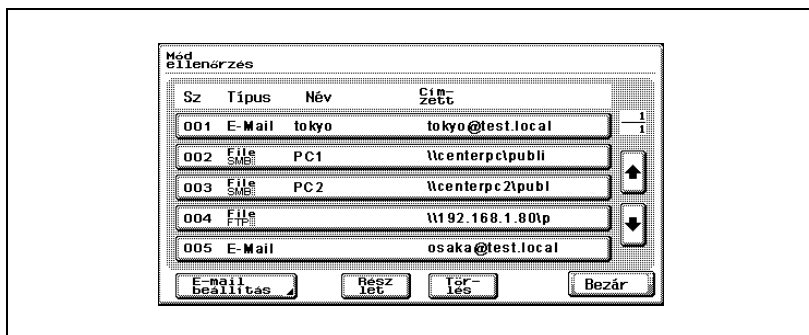 Mód
ellenőrzés
Sz Típus Név Cím-
zett
001 E-Mail tokyo tokyo@test.local
1
1
002 File
SMB PC1 \\centerpc\publi
003 File
SMB PC2 \\centerpc2\publ
004 File
FTP \\192.168.1.80\p
005 E-Mail osaka@test.local
E-mail
beállítás
Rész
let
Tör-
lés
Bezár